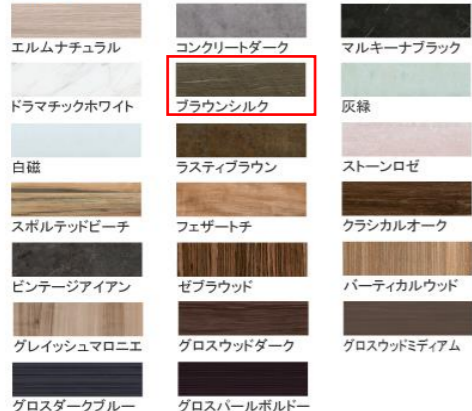 エルムナチュラル
コンクリートダーク
マルキーナブラック
ドラマチックホワイト
ブラウンシルク
灰緑
白磁
ラスティブラウン
ストーンロゼ
スポルテッドビーチ
フェザートチ
クラシカルオーク
ビンテージアイアン
ゼブラウッド
バーティカルウッド
グレイッシュマロニエ
グロスウッドダーク
グロスウッドミディアム
グロスダークブルー
グロスパールボルドー